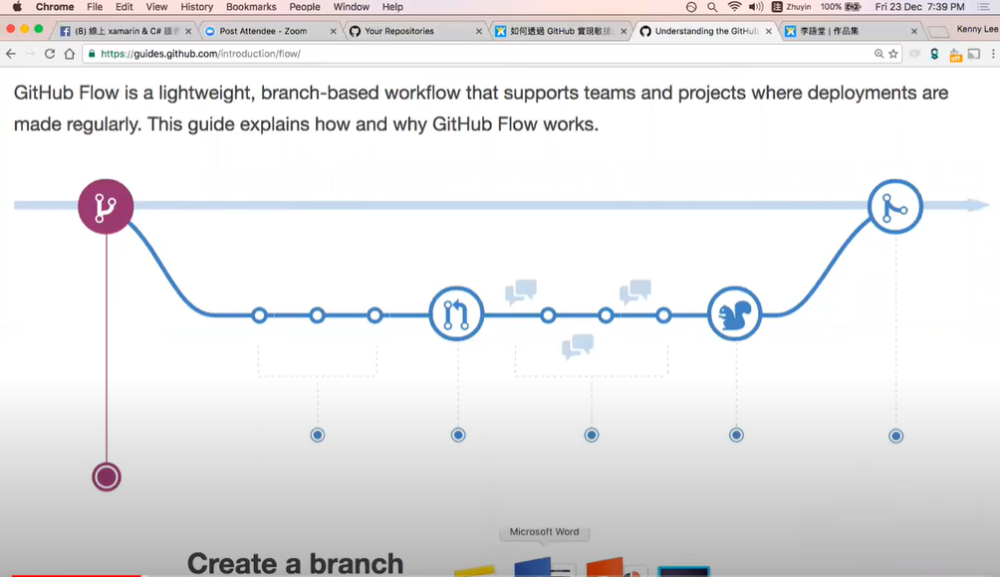 Chrome File Edit View History Bookmarks People Window Help Zhuyin 100% Fri 23 Dec 7:39 PM
(8) 線上 xamarin & C# 讀 Post Attendee - Zoom Your Repositories 如何透過 GitHub 實現敏捷 Understanding the GitHub 李語堂 | 作品集 Kenny Lee
https://guides.github.com/introduction/flow/
GitHub Flow is a lightweight, branch-based workflow that supports teams and projects where deployments are
made regularly. This guide explains how and why GitHub Flow works.
Microsoft Word
Create a branch